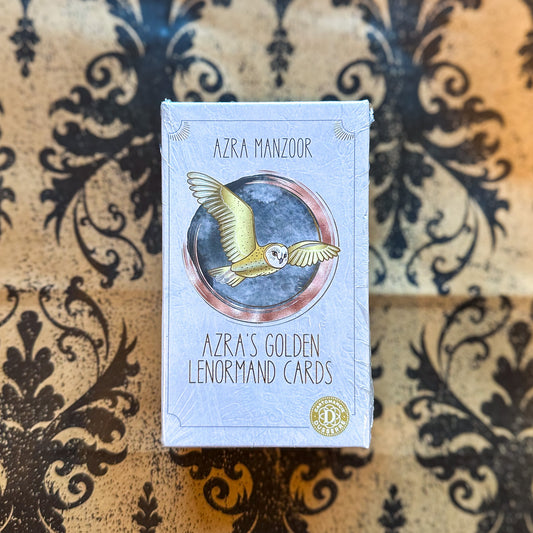 AZRA MANZOOR
AZRA'S GOLDEN
LENORMAND CARDS